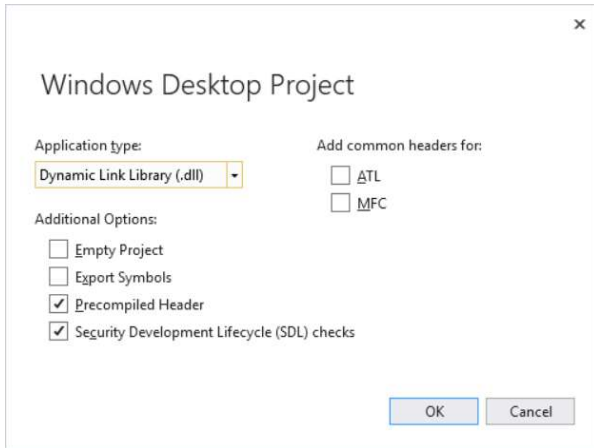 Windows Desktop Project
Application type:
Dynamic Link Library (.dll)
Additional Options:
Empty Project
Export Symbols
Precompiled Header
Security Development Lifecycle (SDL) checks
Add common headers for:
ATL
MFC
OK
Cancel